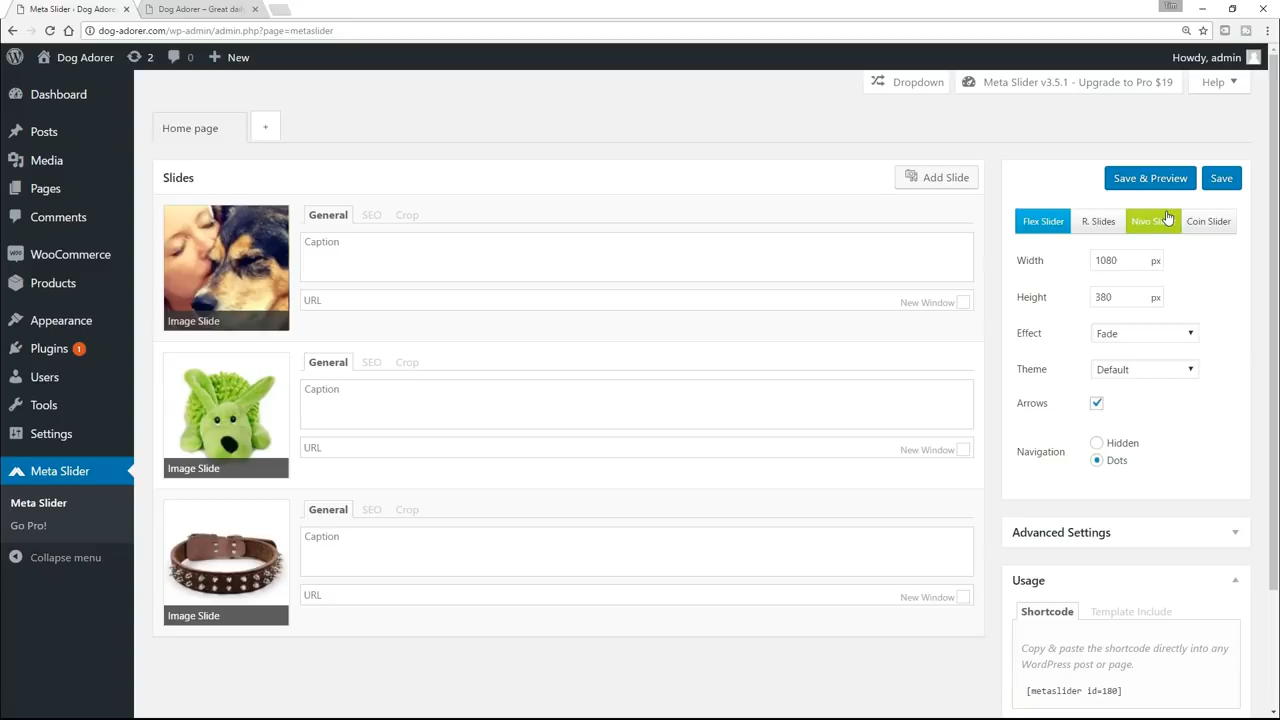 Meta Slider ‹ Dog Adore
Dog Adorer – Great dail
Tim
dog-adorer.com/wp-admin/admin.php?page=metaslider
Dog Adorer
2
0
New
Howdy, admin
Dropdown
Meta Slider v3.5.1 - Upgrade to Pro $19
Help
Dashboard
Posts
Media
Pages
Comments
WooCommerce
Products
Appearance
Plugins 1
Users
Tools
Settings
Meta Slider
Meta Slider
Go Pro!
Collapse menu
Home page
+
Slides
Add Slide
General SEO Crop
Caption
URL
New Window
Image Slide
General SEO Crop
Caption
URL
New Window
Image Slide
General SEO Crop
Caption
URL
New Window
Image Slide
Save & Preview
Save
Flex Slider
R. Slides
Nivo
Coin Slider
Width 1080 px
Height 380 px
Effect Fade
Theme Default
Arrows
Navigation
Hidden
Dots
Advanced Settings
Usage
Shortcode
Template Include
Copy & paste the shortcode directly into any
WordPress post or page.
[metaslider id=180]